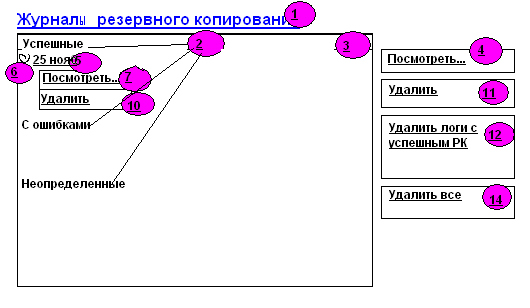 Журналы резервного копирования 1
Успешные 2 3
6 25 нояб 5
Посмотреть... 7
Удалить 10
С ошибками
Неопределенные
Посмотреть... 4
Удалить 11
Удалить логи с
успешным РК 12
Удалить все 14